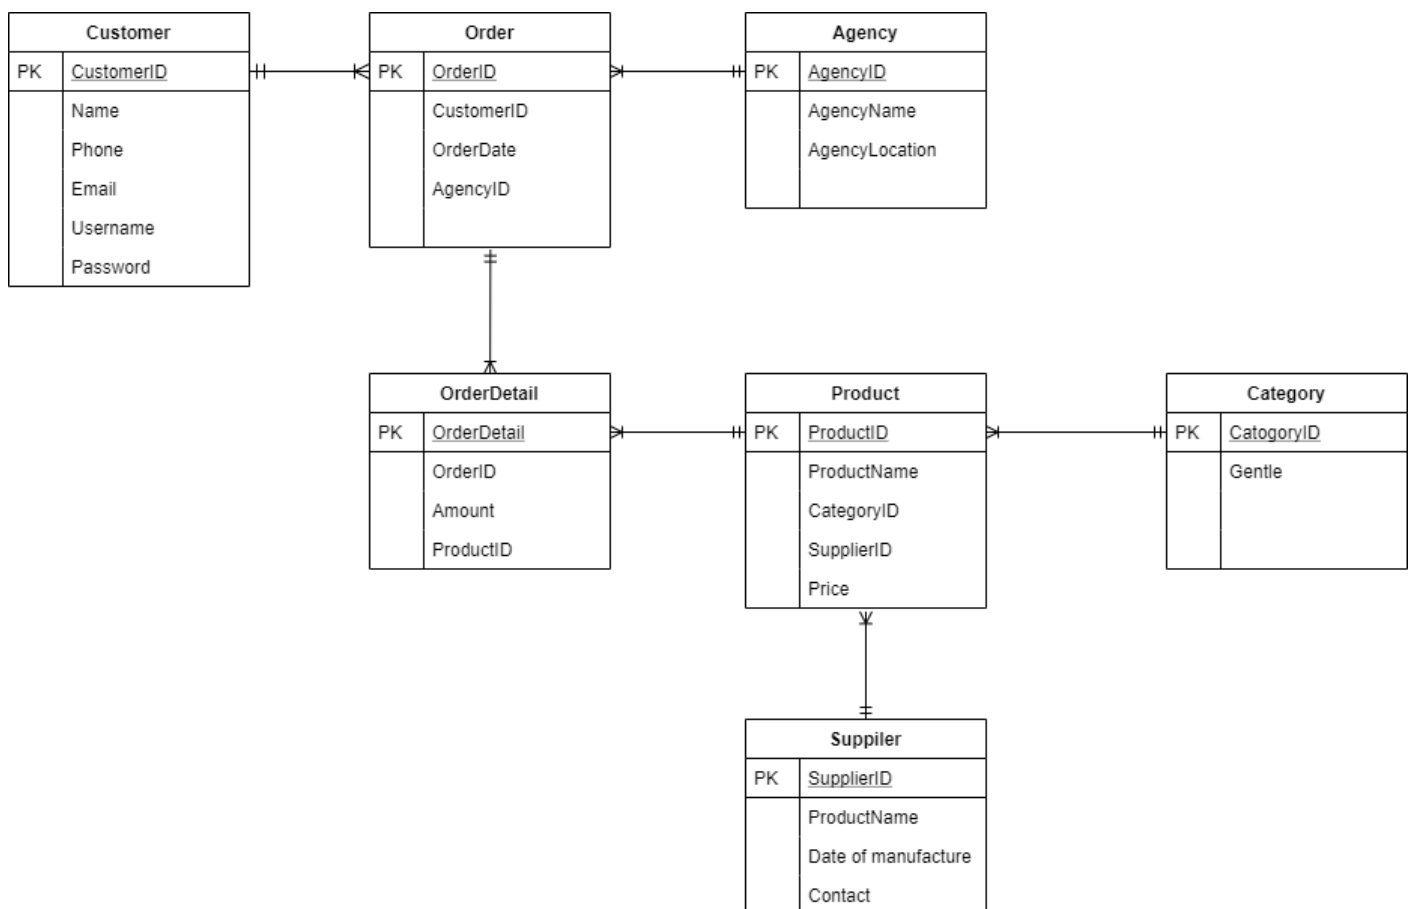 Customer
PK CustomerID
Name
Phone
Email
Username
Password
Order
PK OrderID
CustomerID
OrderDate
AgencyID
Agency
PK AgencyID
AgencyName
AgencyLocation
OrderDetail
PK OrderDetail
OrderID
Amount
ProductID
Product
PK ProductID
ProductName
CategoryID
SupplierID
Price
Category
PK CatogoryID
Gentle
Suppiler
PK SupplierID
ProductName
Date of manufacture
Contact